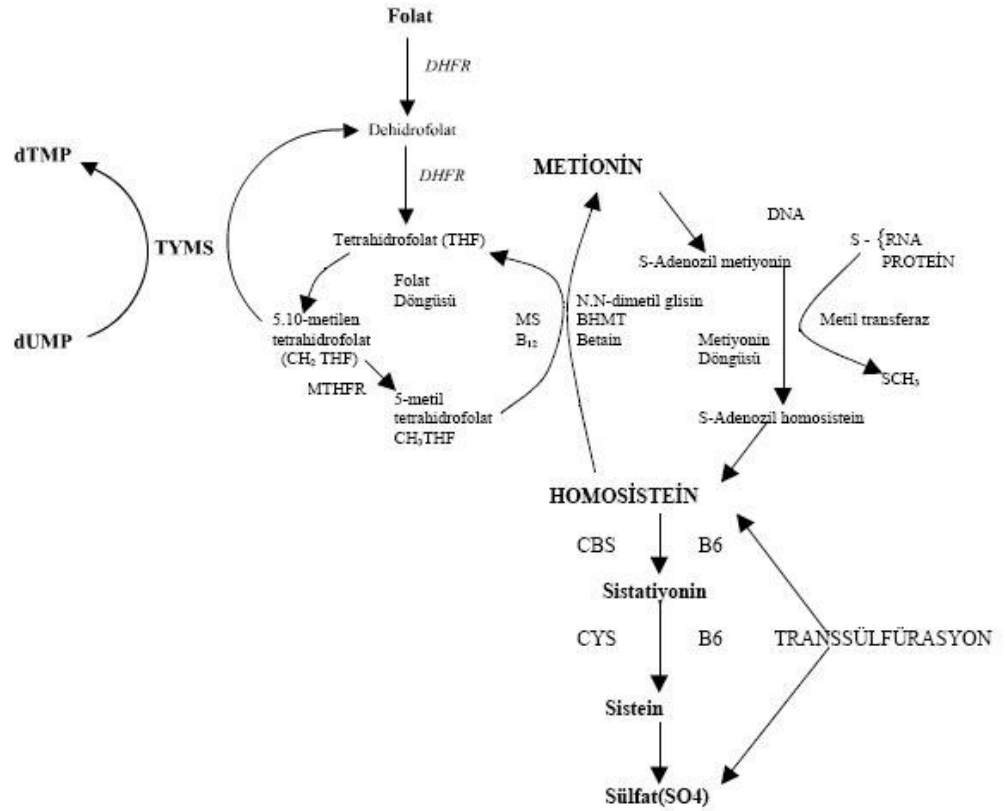 Folat
DHFR
Dehidrofolat
DHFR
Tetrahidrofolat (THF)
Folat
Döngüsü
dTMP
TYMS
dUMP
5.10-metilen
tetrahidrofolat
(CH₂ THF)
MTHFR
5-metil
tetrahidrofolat
CH₃THF
MS
B₁₂
METİONİN
N.N-dimetil glisin
BHMT
Betain
S-Adenozil metiyonin
Metiyonin
Döngüsü
DNA
S - {RNA
PROTEİN
Metil transferaz
SCH₃
S-Adenozil homosistein
HOMOSİSTEİN
CBS B6
Sistatiyonin
CYS B6
TRANSSÜLFÜRASYON
Sistein
Sülfat(SO4)